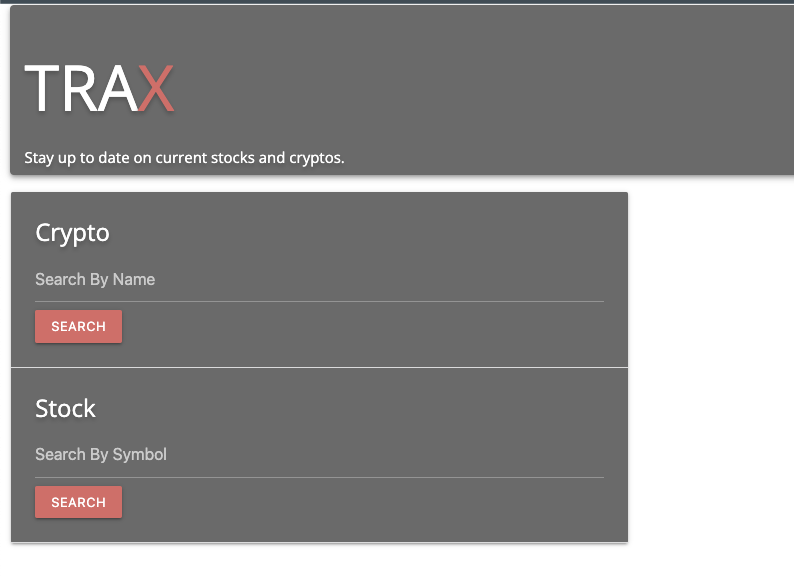 TRAX
Stay up to date on current stocks and cryptos.
Crypto
Search By Name
SEARCH
Stock
Search By Symbol
SEARCH